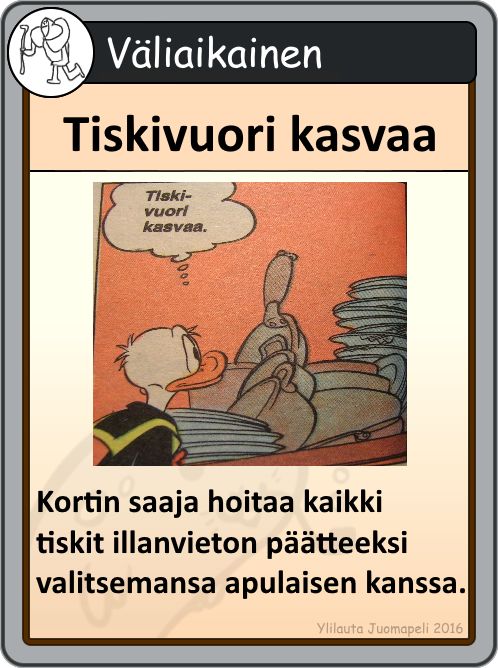 Väliaikainen
Tiskivuori kasvaa
Tiski-
vuori
kasvaa.
Kortin saaja hoitaa kaikki
tiskit illanvieton päätteeksi
valitsemansa apulaisen kanssa.
Ylilauta Juomapeli 2016